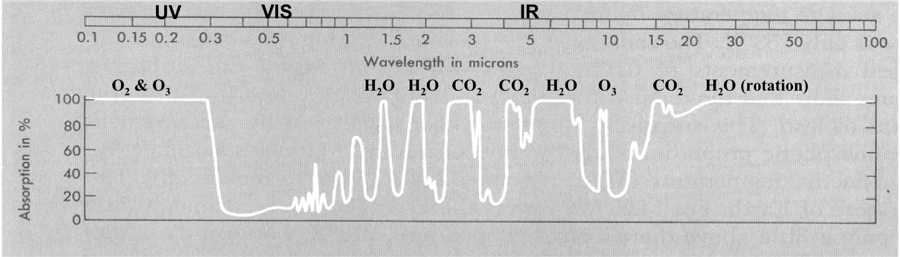 UV VIS IR
0.1 0.15 0.2 0.3 0.5 1 1.5 2 3 5 10 15 20 30 50 100
Wavelength in microns
O₂ & O₃ H₂O H₂O CO₂ CO₂ H₂O O₃ CO₂ H₂O (rotation)
Absorption in %
100
80
60
40
20
0